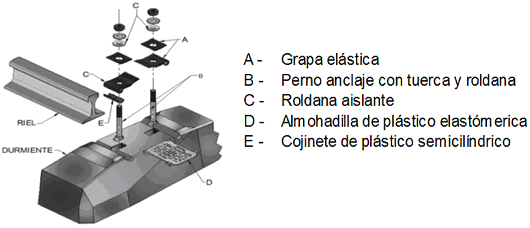 C
A
C
B
E
RIEL
DURMIENTE
D
A - Grapa elástica
B - Perno anclaje con tuerca y roldana
C - Roldana aislante
D - Almohadilla de plástico elastómerica
E - Cojinete de plástico semicilíndrico